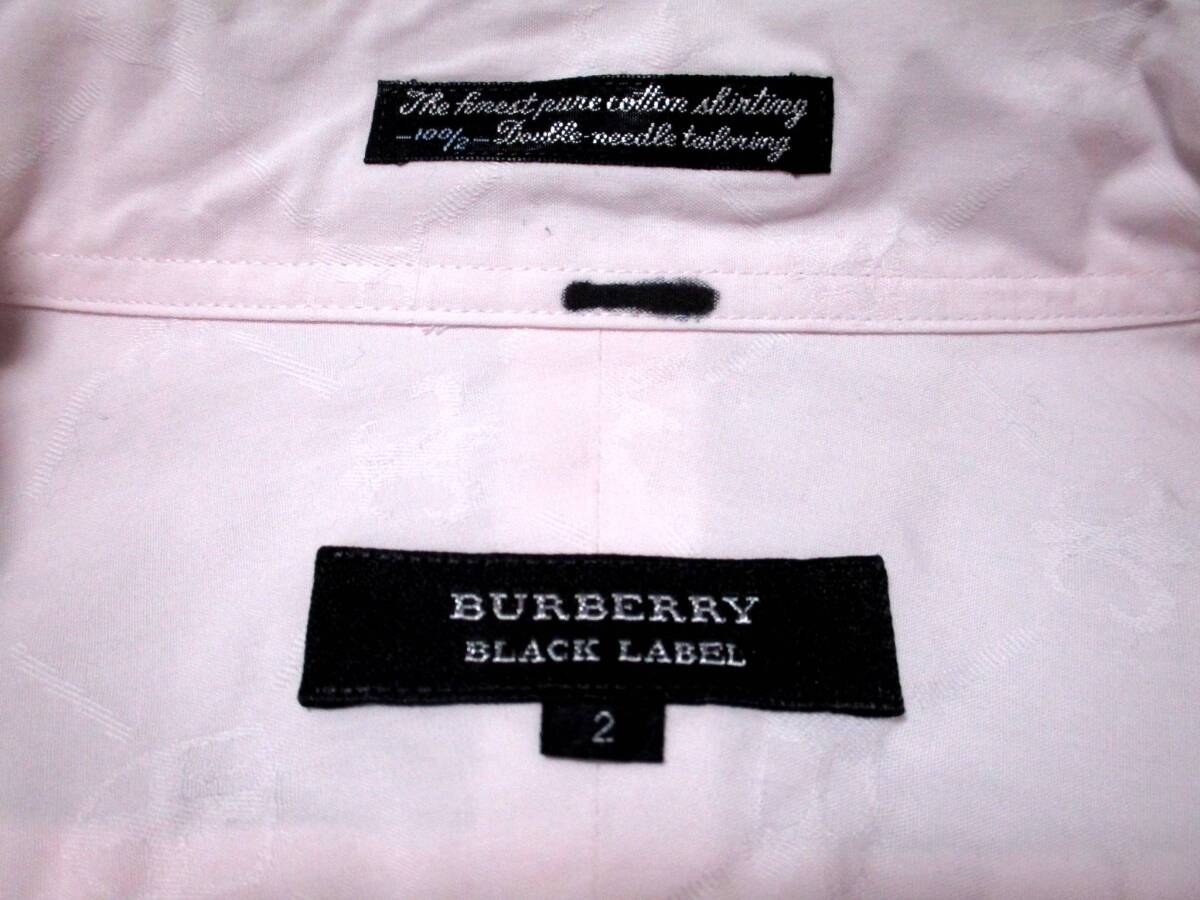 The finest pure cotton shirting
-100/2- Double-needle tailoring
BURBERRY
BLACK LABEL
2